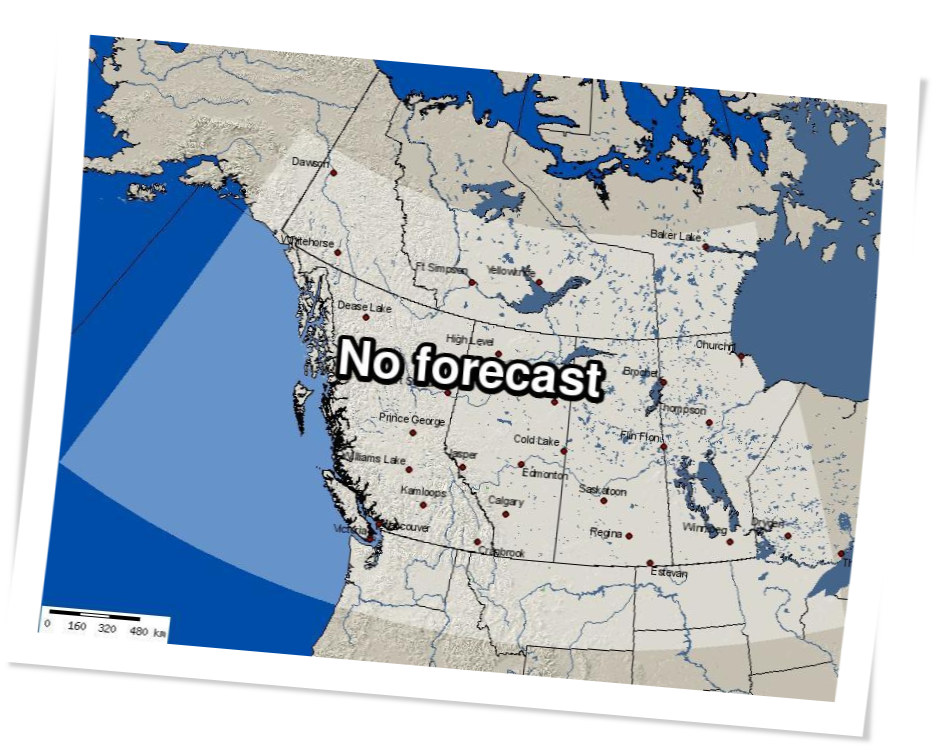 Dawson
Baker Lake
Whitehorse
Ft Simpson
Yellowknife
Dease Lake
High Level
Churchill
No forecast
Brochet
Thompson
Prince George
Flin Flon
Cold Lake
Jasper
Williams Lake
Edmonton
Kamloops
Saskatoon
Calgary
Victoria
Vancouver
Regina
Winnipeg
Dryden
Cranbrook
Estevan
0 160 320 480 km